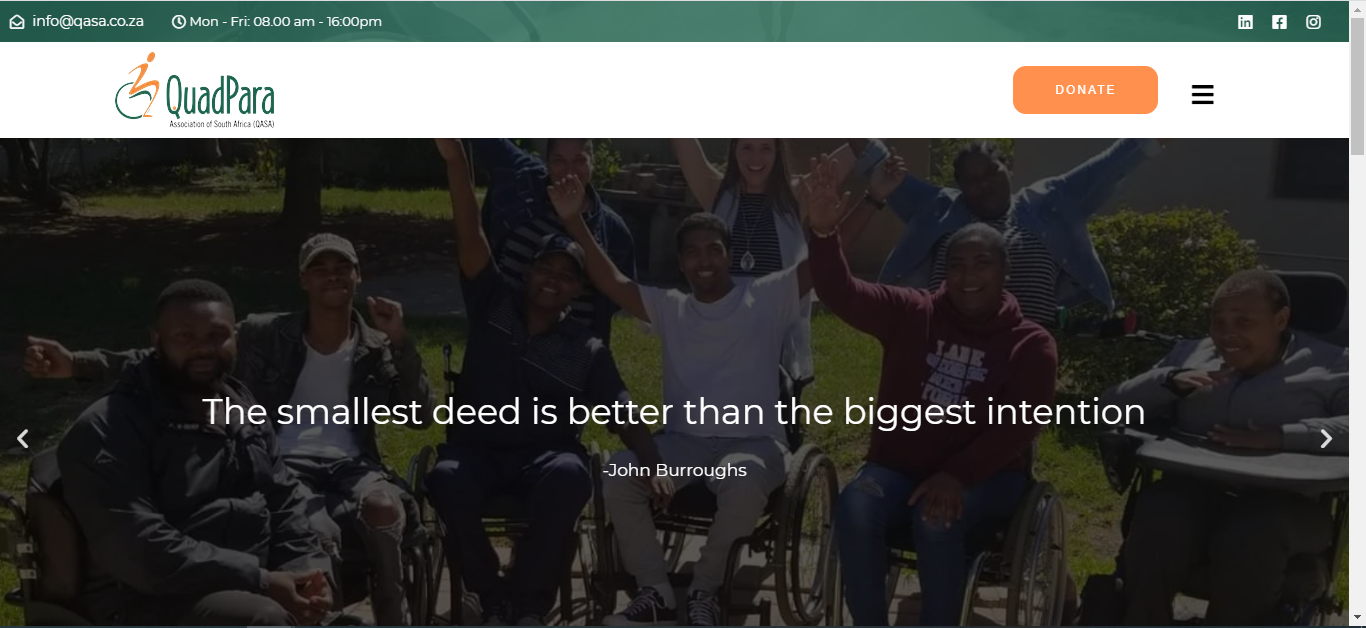 info@qasa.co.za
Mon - Fri: 08.00 am - 16:00pm
QuadPara
Association of South Africa (QASA)
DONATE
The smallest deed is better than the biggest intention
-John Burroughs